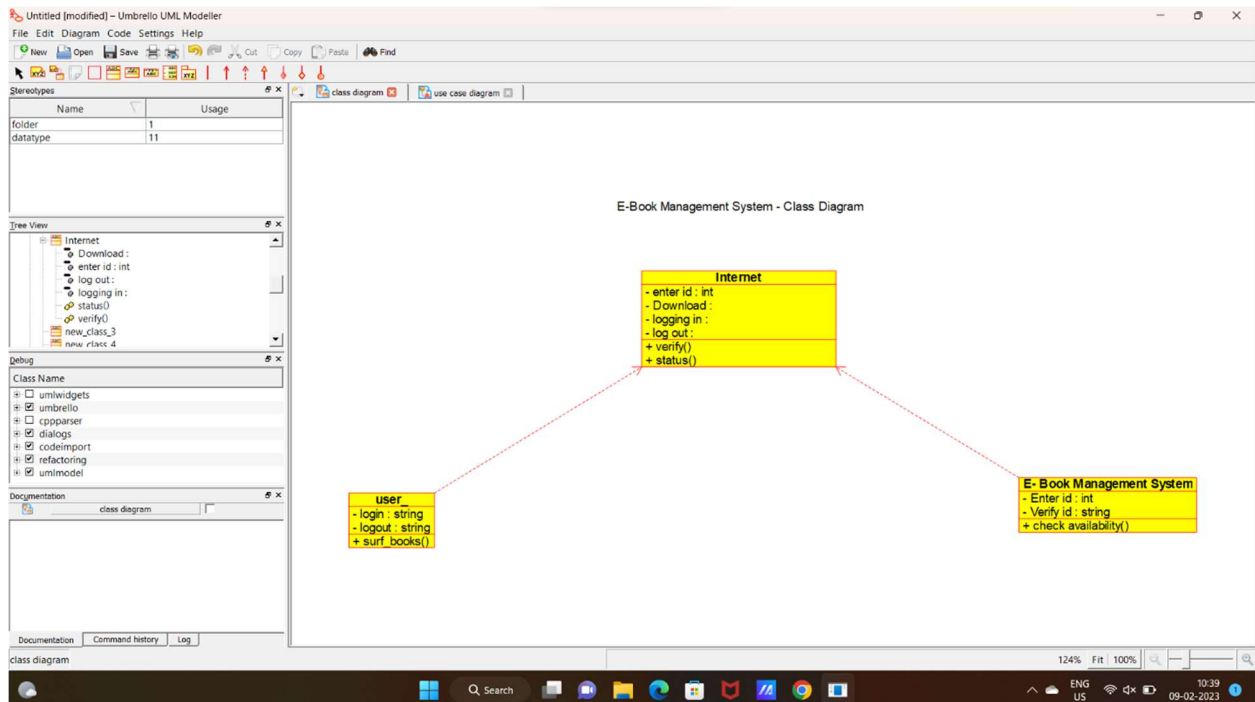 Untitled [modified] – Umbrello UML Modeller
File Edit Diagram Code Settings Help
New Open Save Cut Copy Paste Find
Stereotypes
class diagram use case diagram
Name Usage
folder 1
datatype 11
E-Book Management System - Class Diagram
Tree View
Internet
Download :
enter id : int
log out :
logging in :
status()
verify()
new_class_3
new_class_4
Internet
- enter id : int
- Download :
- logging in :
- log out :
+ verify()
+ status()
Debug
Class Name
umlwidgets
umbrello
cppparser
dialogs
codeimport
refactoring
umlmodel
user_
- login : string
- logout : string
+ surf_books()
E- Book Management System
- Enter id : int
- Verify id : string
+ check availability()
Documentation
class diagram
Documentation Command history Log
class diagram
124% Fit 100%
Search
ENG
US
10:39
09-02-2023
1